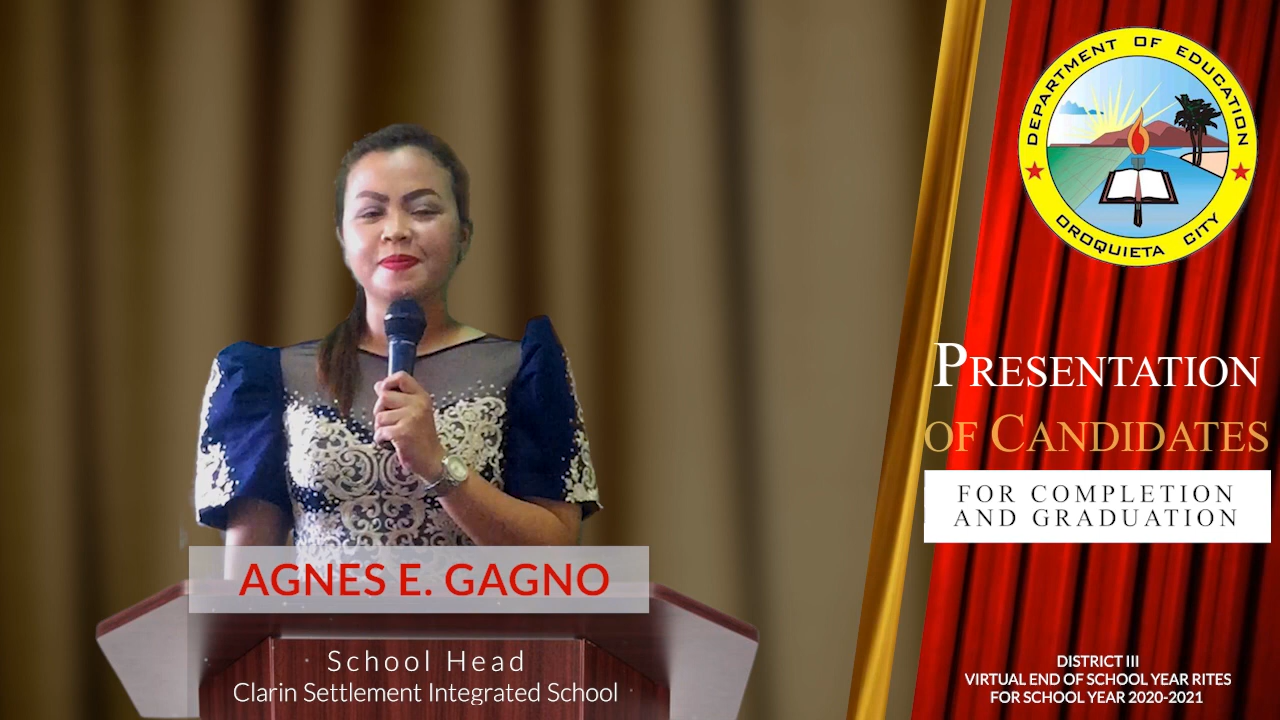 DEPARTMENT OF EDUCATION
OROQUIETA CITY
PRESENTATION
OF CANDIDATES
FOR COMPLETION
AND GRADUATION
AGNES E. GAGNO
School Head
Clarin Settlement Integrated School
DISTRICT III
VIRTUAL END OF SCHOOL YEAR RITES
FOR SCHOOL YEAR 2020-2021